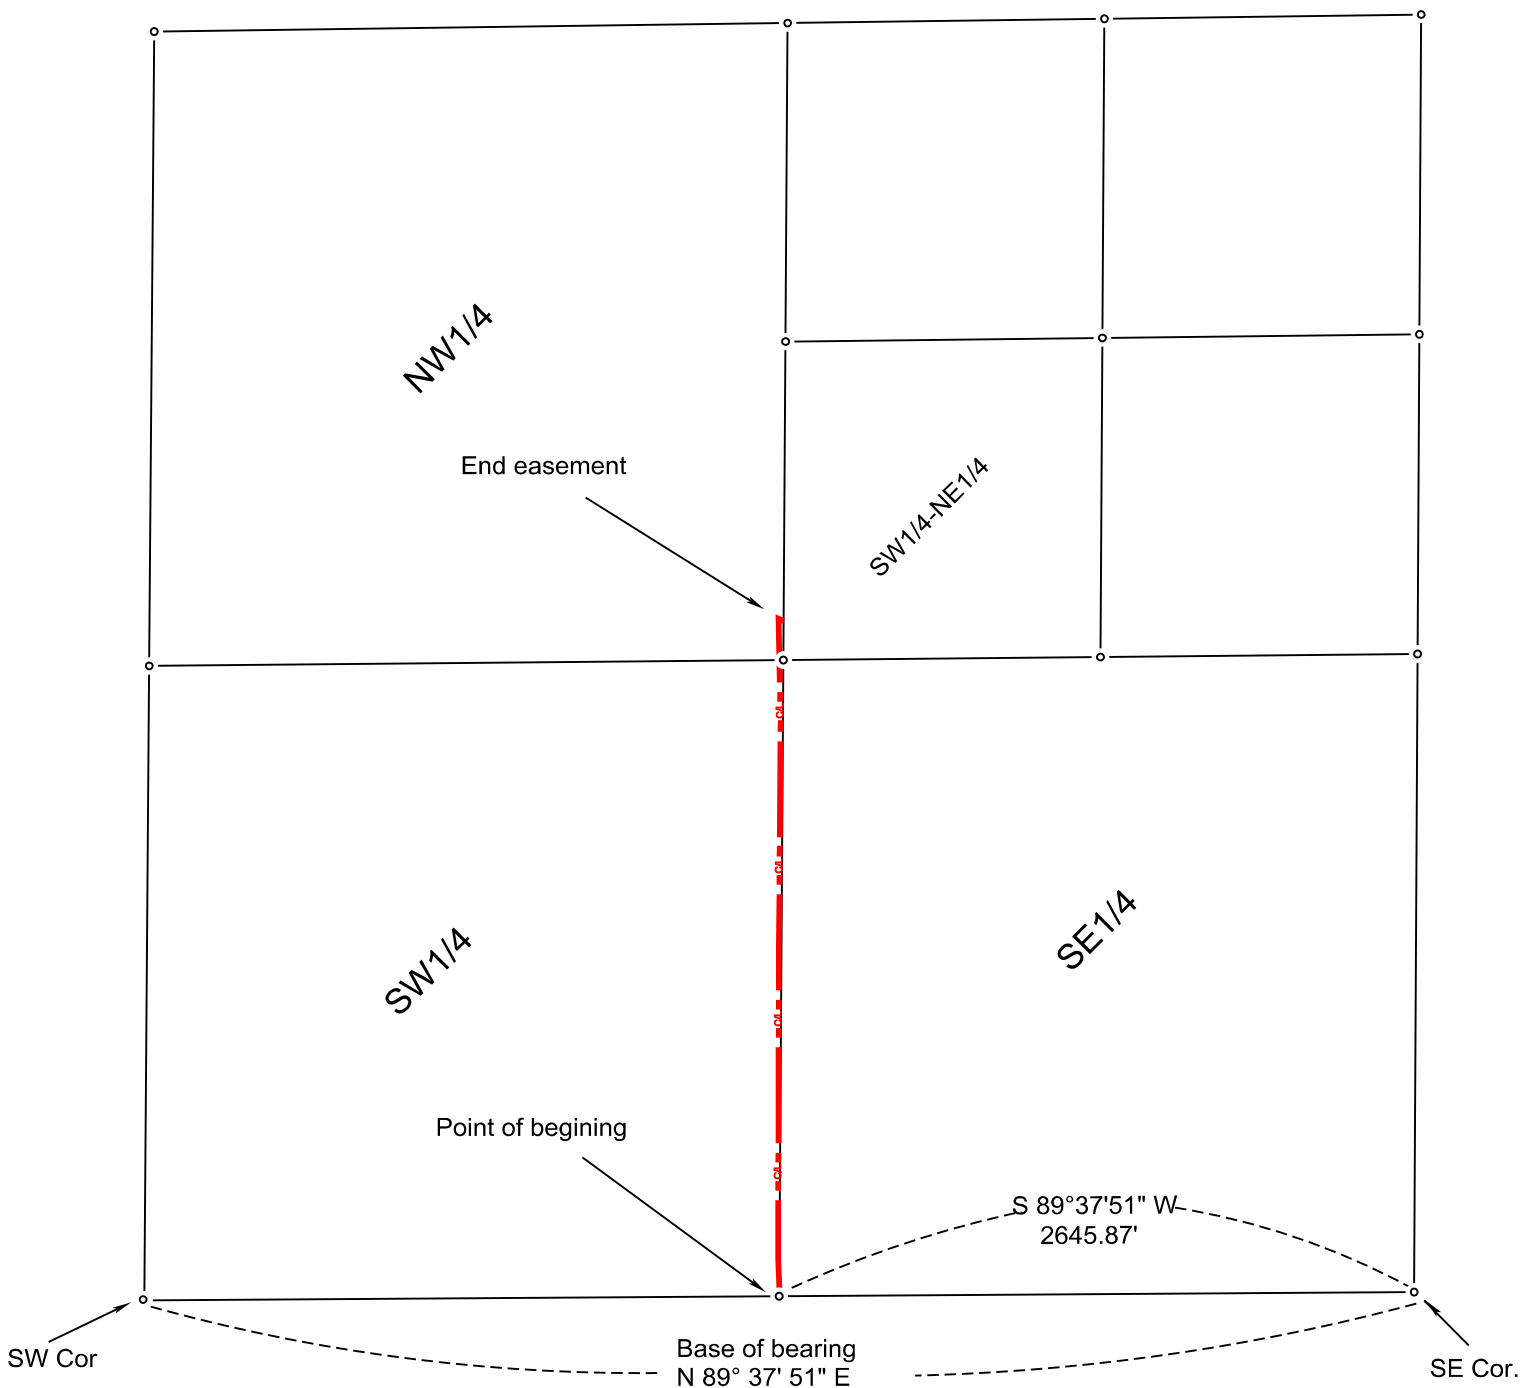 NW1/4
End easement
SW1/4-NE1/4
C/L
C/L
SE1/4
SW1/4
C/L
Point of begining
C/L
S 89°37'51" W
2645.87'
Base of bearing
N 89° 37' 51" E
SW Cor
SE Cor.